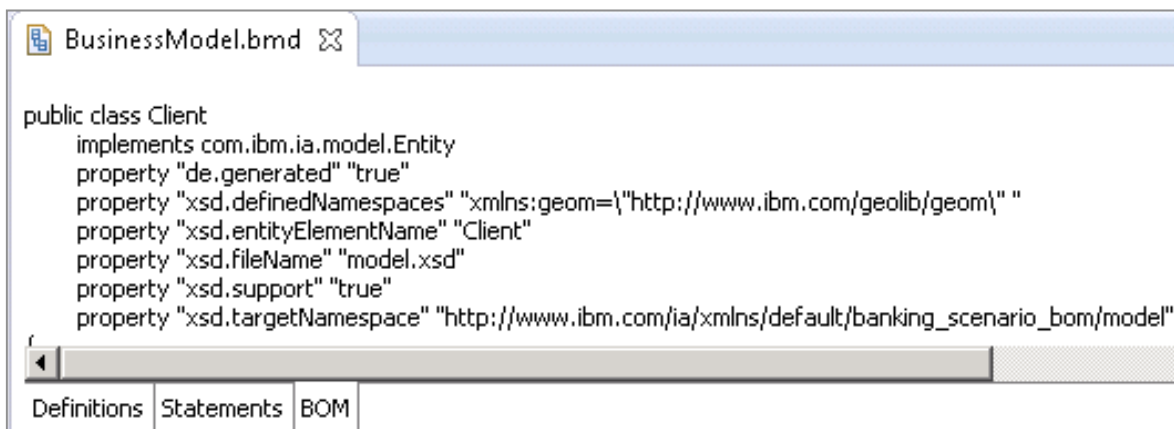 BusinessModel.bmd
public class Client
implements com.ibm.ia.model.Entity
property "de.generated" "true"
property "xsd.definedNamespaces" "xmlns:geom=\"http://www.ibm.com/geolib/geom\" "
property "xsd.entityElementName" "Client"
property "xsd.fileName" "model.xsd"
property "xsd.support" "true"
property "xsd.targetNamespace" "http://www.ibm.com/ia/xmlns/default/banking_scenario_bom/model"
{
Definitions Statements BOM